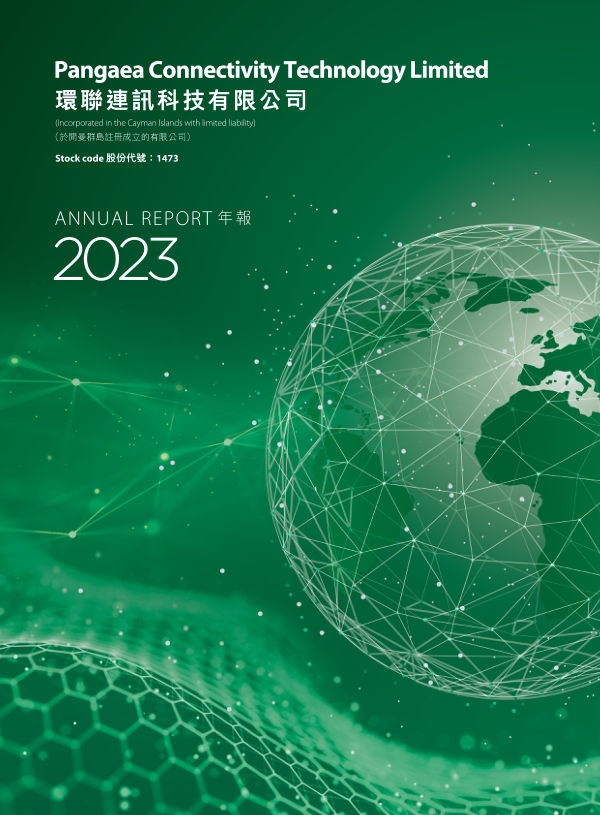 Pangaea Connectivity Technology Limited
環聯連訊科技有限公司
(Incorporated in the Cayman Islands with limited liability)
（於開曼群島註冊成立的有限公司）
Stock code 股份代號：1473
ANNUAL REPORT 年報
2023